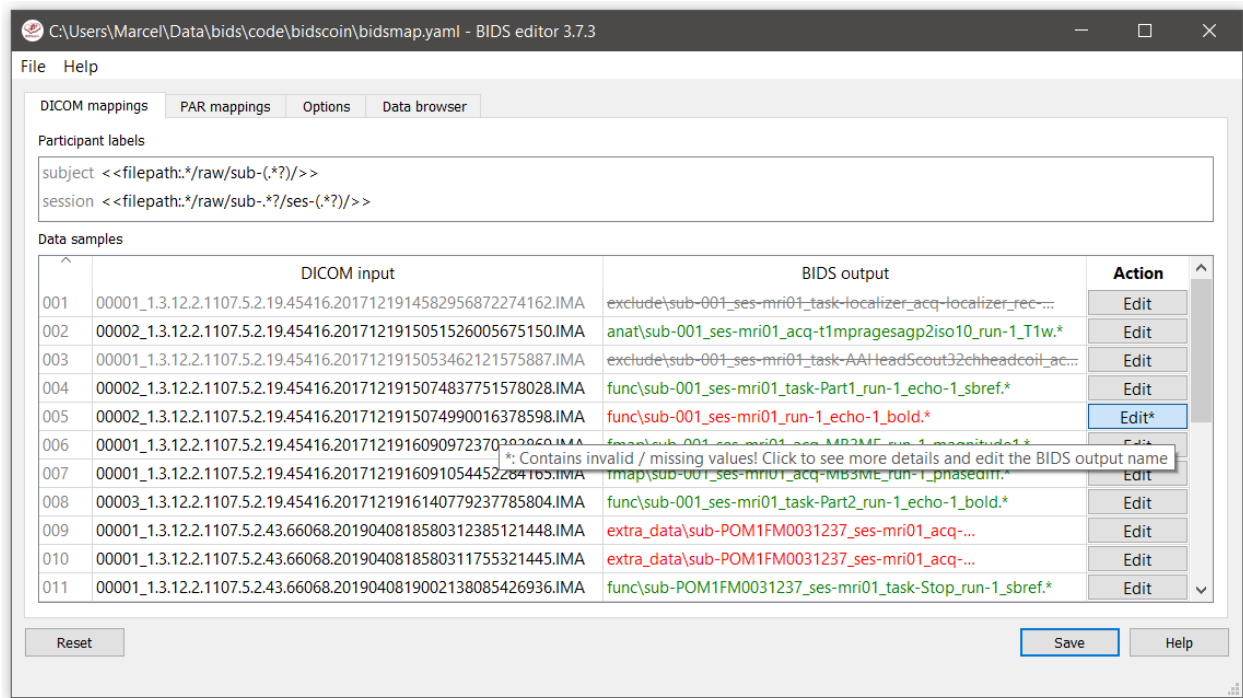 C:\Users\Marcel\Data\bids\code\bidscoin\bidsmap.yaml - BIDS editor 3.7.3
File Help
DICOM mappings PAR mappings Options Data browser
Participant labels
subject <<filepath:.*/raw/sub-(.*?)/>>
session <<filepath:.*/raw/sub-.*?/ses-(.*?)/>>
Data samples
DICOM input BIDS output Action
001 00001_1.3.12.2.1107.5.2.19.45416.2017121914582956872274162.IMA exclude\sub-001_ses-mri01_task-localizer_acq-localizer_rec-... Edit
002 00002_1.3.12.2.1107.5.2.19.45416.2017121915051526005675150.IMA anat\sub-001_ses-mri01_acq-t1mpragesagp2iso10_run-1_T1w.* Edit
003 00001_1.3.12.2.1107.5.2.19.45416.20171219150534621215​75887.IMA exclude\sub-001_ses-mri01_task-AAHeadScout32chheadcoil_ac... Edit
004 00002_1.3.12.2.1107.5.2.19.45416.2017121915074837751578028.IMA func\sub-001_ses-mri01_task-Part1_run-1_echo-1_sbref.* Edit
005 00002_1.3.12.2.1107.5.2.19.45416.2017121915074990016378598.IMA func\sub-001_ses-mri01_run-1_echo-1_bold.* Edit*
006 fmap\sub-001_ses-mri01_acq-MB3ME_run-1_magnitude1.* Edit
*: Contains invalid / missing values! Click to see more details and edit the BIDS output name
007 00001_1.3.12.2.1107.5.2.19.45416.2017121916091054452284165.IMA fmap\sub-001_ses-mri01_acq-MB3ME_run-1_phasediff.* Edit
008 00003_1.3.12.2.1107.5.2.19.45416.2017121916140779237785804.IMA func\sub-001_ses-mri01_task-Part2_run-1_echo-1_bold.* Edit
009 00001_1.3.12.2.1107.5.2.43.66068.2019040818580312385121448.IMA extra_data\sub-POM1FM0031237_ses-mri01_acq-... Edit
010 00001_1.3.12.2.1107.5.2.43.66068.2019040818580311755321445.IMA extra_data\sub-POM1FM0031237_ses-mri01_acq-... Edit
011 00001_1.3.12.2.1107.5.2.43.66068.2019040819002138085426936.IMA func\sub-POM1FM0031237_ses-mri01_task-Stop_run-1_sbref.* Edit
Reset Save Help